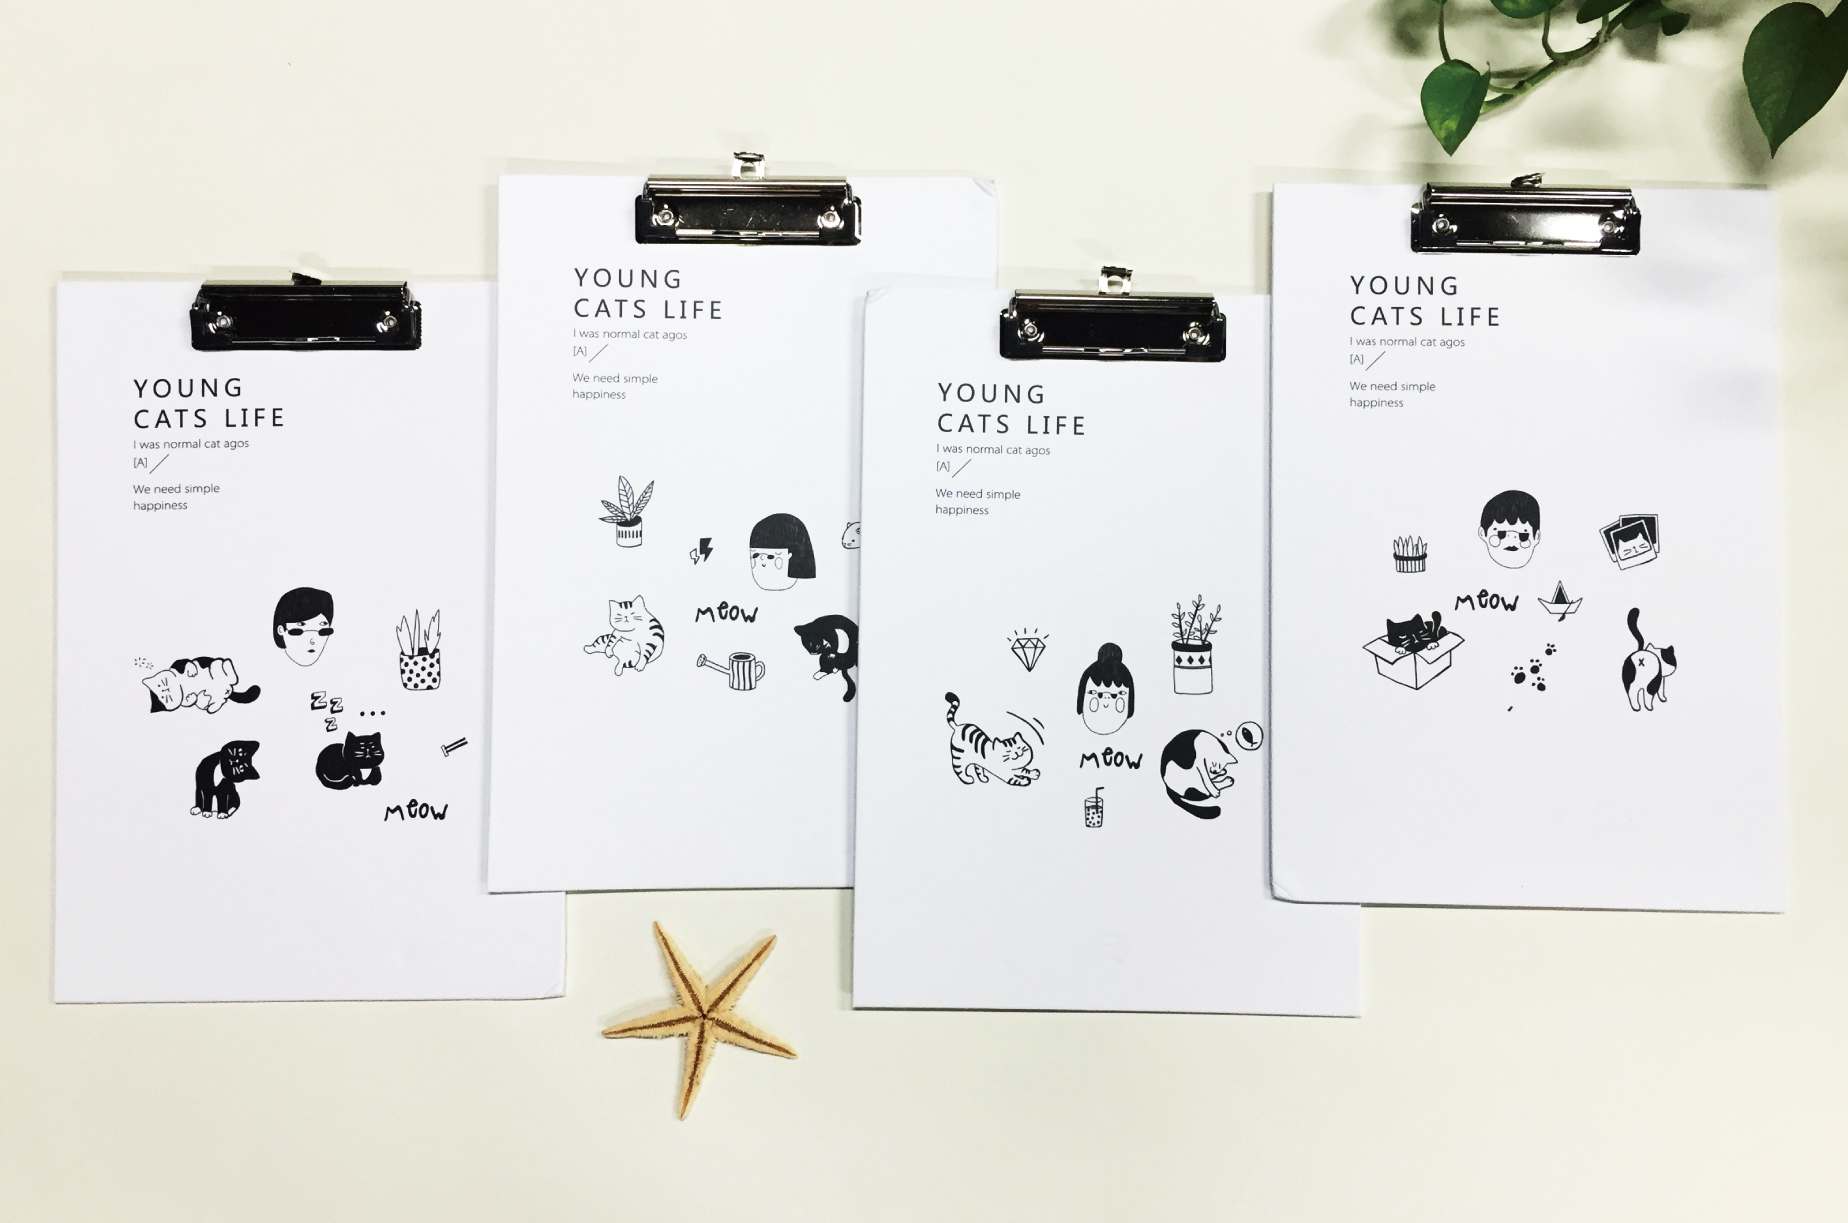 YOUNG
CATS LIFE
I was normal cat agos
[A]／
We need simple
happiness
zzz
...
meow
YOUNG
CATS LIFE
I was normal cat agos
[A]／
We need simple
happiness
meow
YOUNG
CATS LIFE
I was normal cat agos
[A]／
We need simple
happiness
meow
YOUNG
CATS LIFE
I was normal cat agos
[A]／
We need simple
happiness
meow